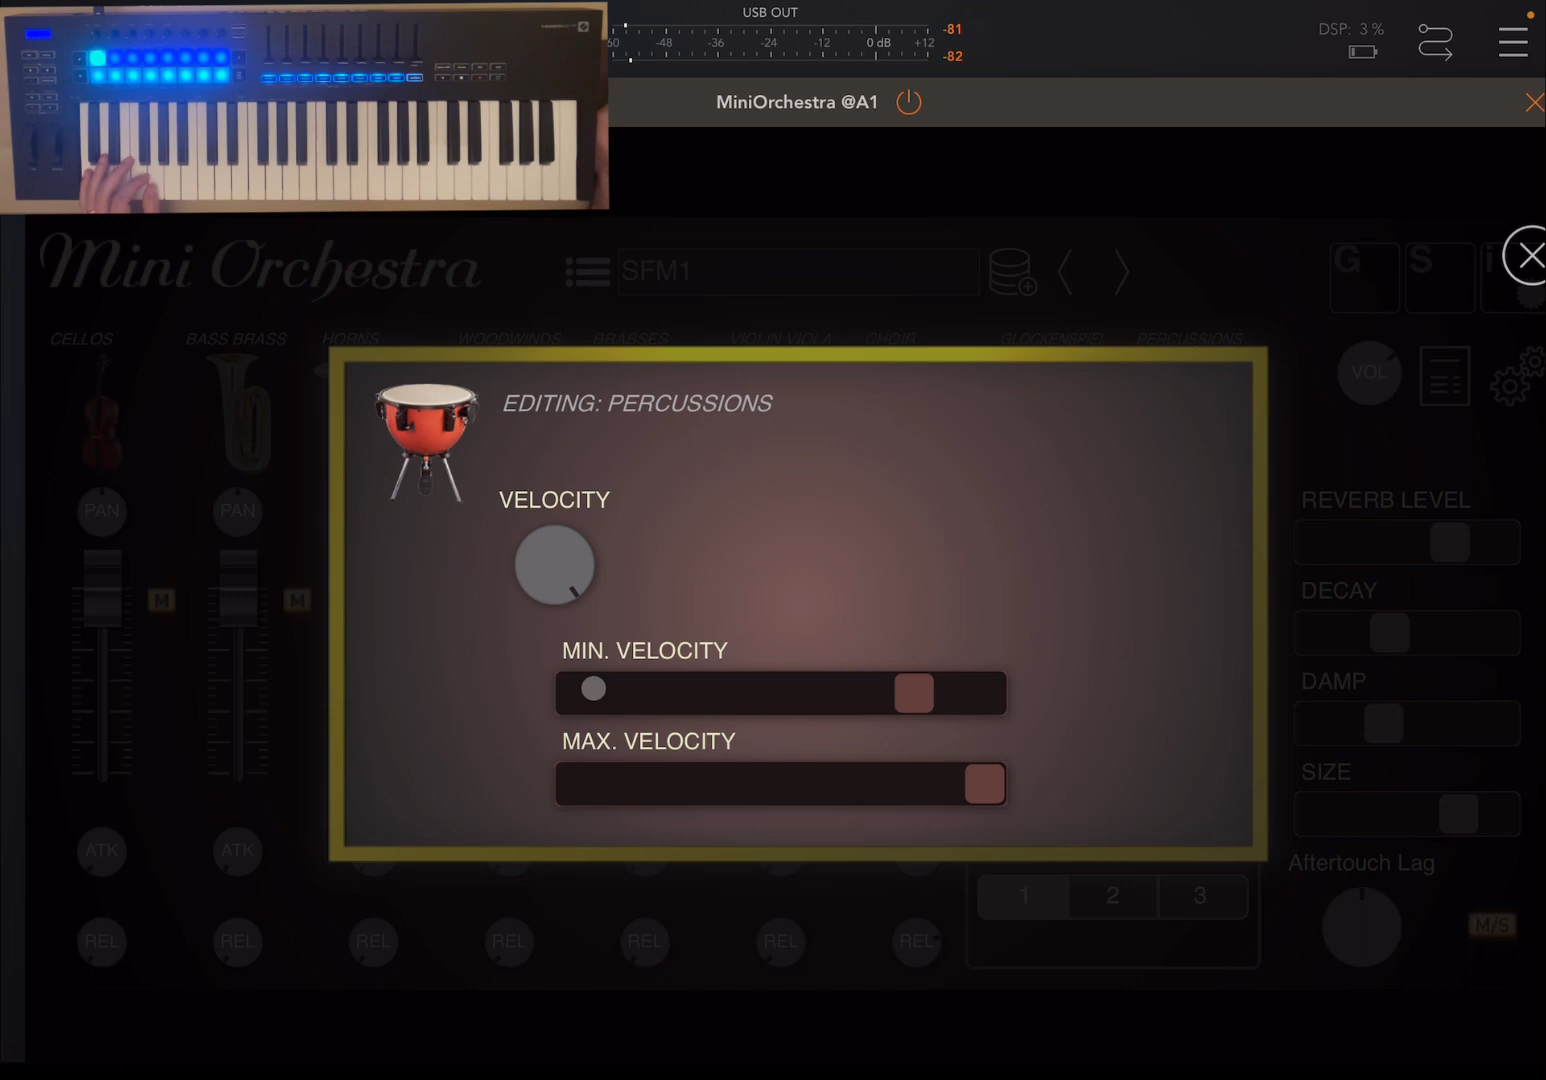 USB OUT
-81
60 -48 -36 -24 -12 0 dB +12
-82
DSP: 3 %
MiniOrchestra @A1
Mini Orchestra
SFM1
G S i
CELLOS BASS BRASS HORNS WOODWINDS BRASSES VIOLIN VIOLA CHOIR GLOCKENSPIEL PERCUSSIONS
VOL
EDITING: PERCUSSIONS
VELOCITY
PAN PAN
REVERB LEVEL
M M
DECAY
MIN. VELOCITY
DAMP
MAX. VELOCITY
SIZE
ATK ATK
Aftertouch Lag
1 2 3
M/S
REL REL REL REL REL REL REL